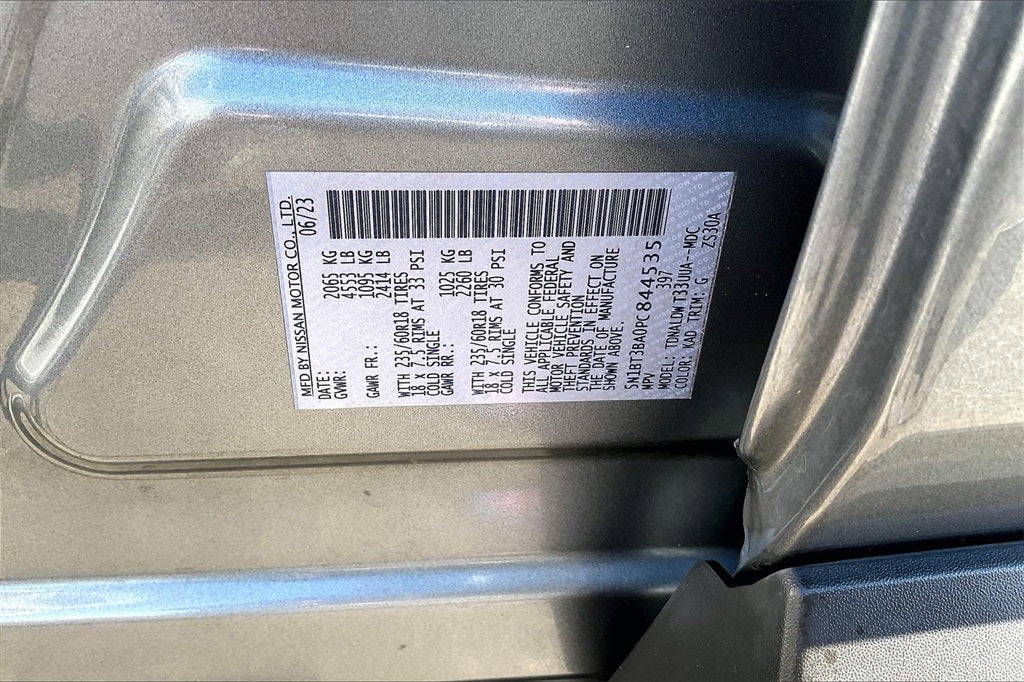 MFD BY NISSAN MOTOR CO., LTD.
DATE: 06/23
GVWR: 2065 KG
4553 LB
GAWR FR.: 1095 KG
2414 LB
WITH 235/60R18 TIRES
18 X 7.5 RIMS AT 33 PSI
COLD SINGLE
GAWR RR.: 1025 KG
2260 LB
WITH 235/60R18 TIRES
18 X 7.5 RIMS AT 30 PSI
COLD SINGLE
THIS VEHICLE CONFORMS TO
ALL APPLICABLE FEDERAL
MOTOR VEHICLE SAFETY AND
THEFT PREVENTION
STANDARDS IN EFFECT ON
THE DATE OF MANUFACTURE
SHOWN ABOVE.
5N1BT3BA0PC844535
MPV 397
MODEL: TDNALDW T33UUA--MDC
COLOR: KAD TRIM: G ZS30A